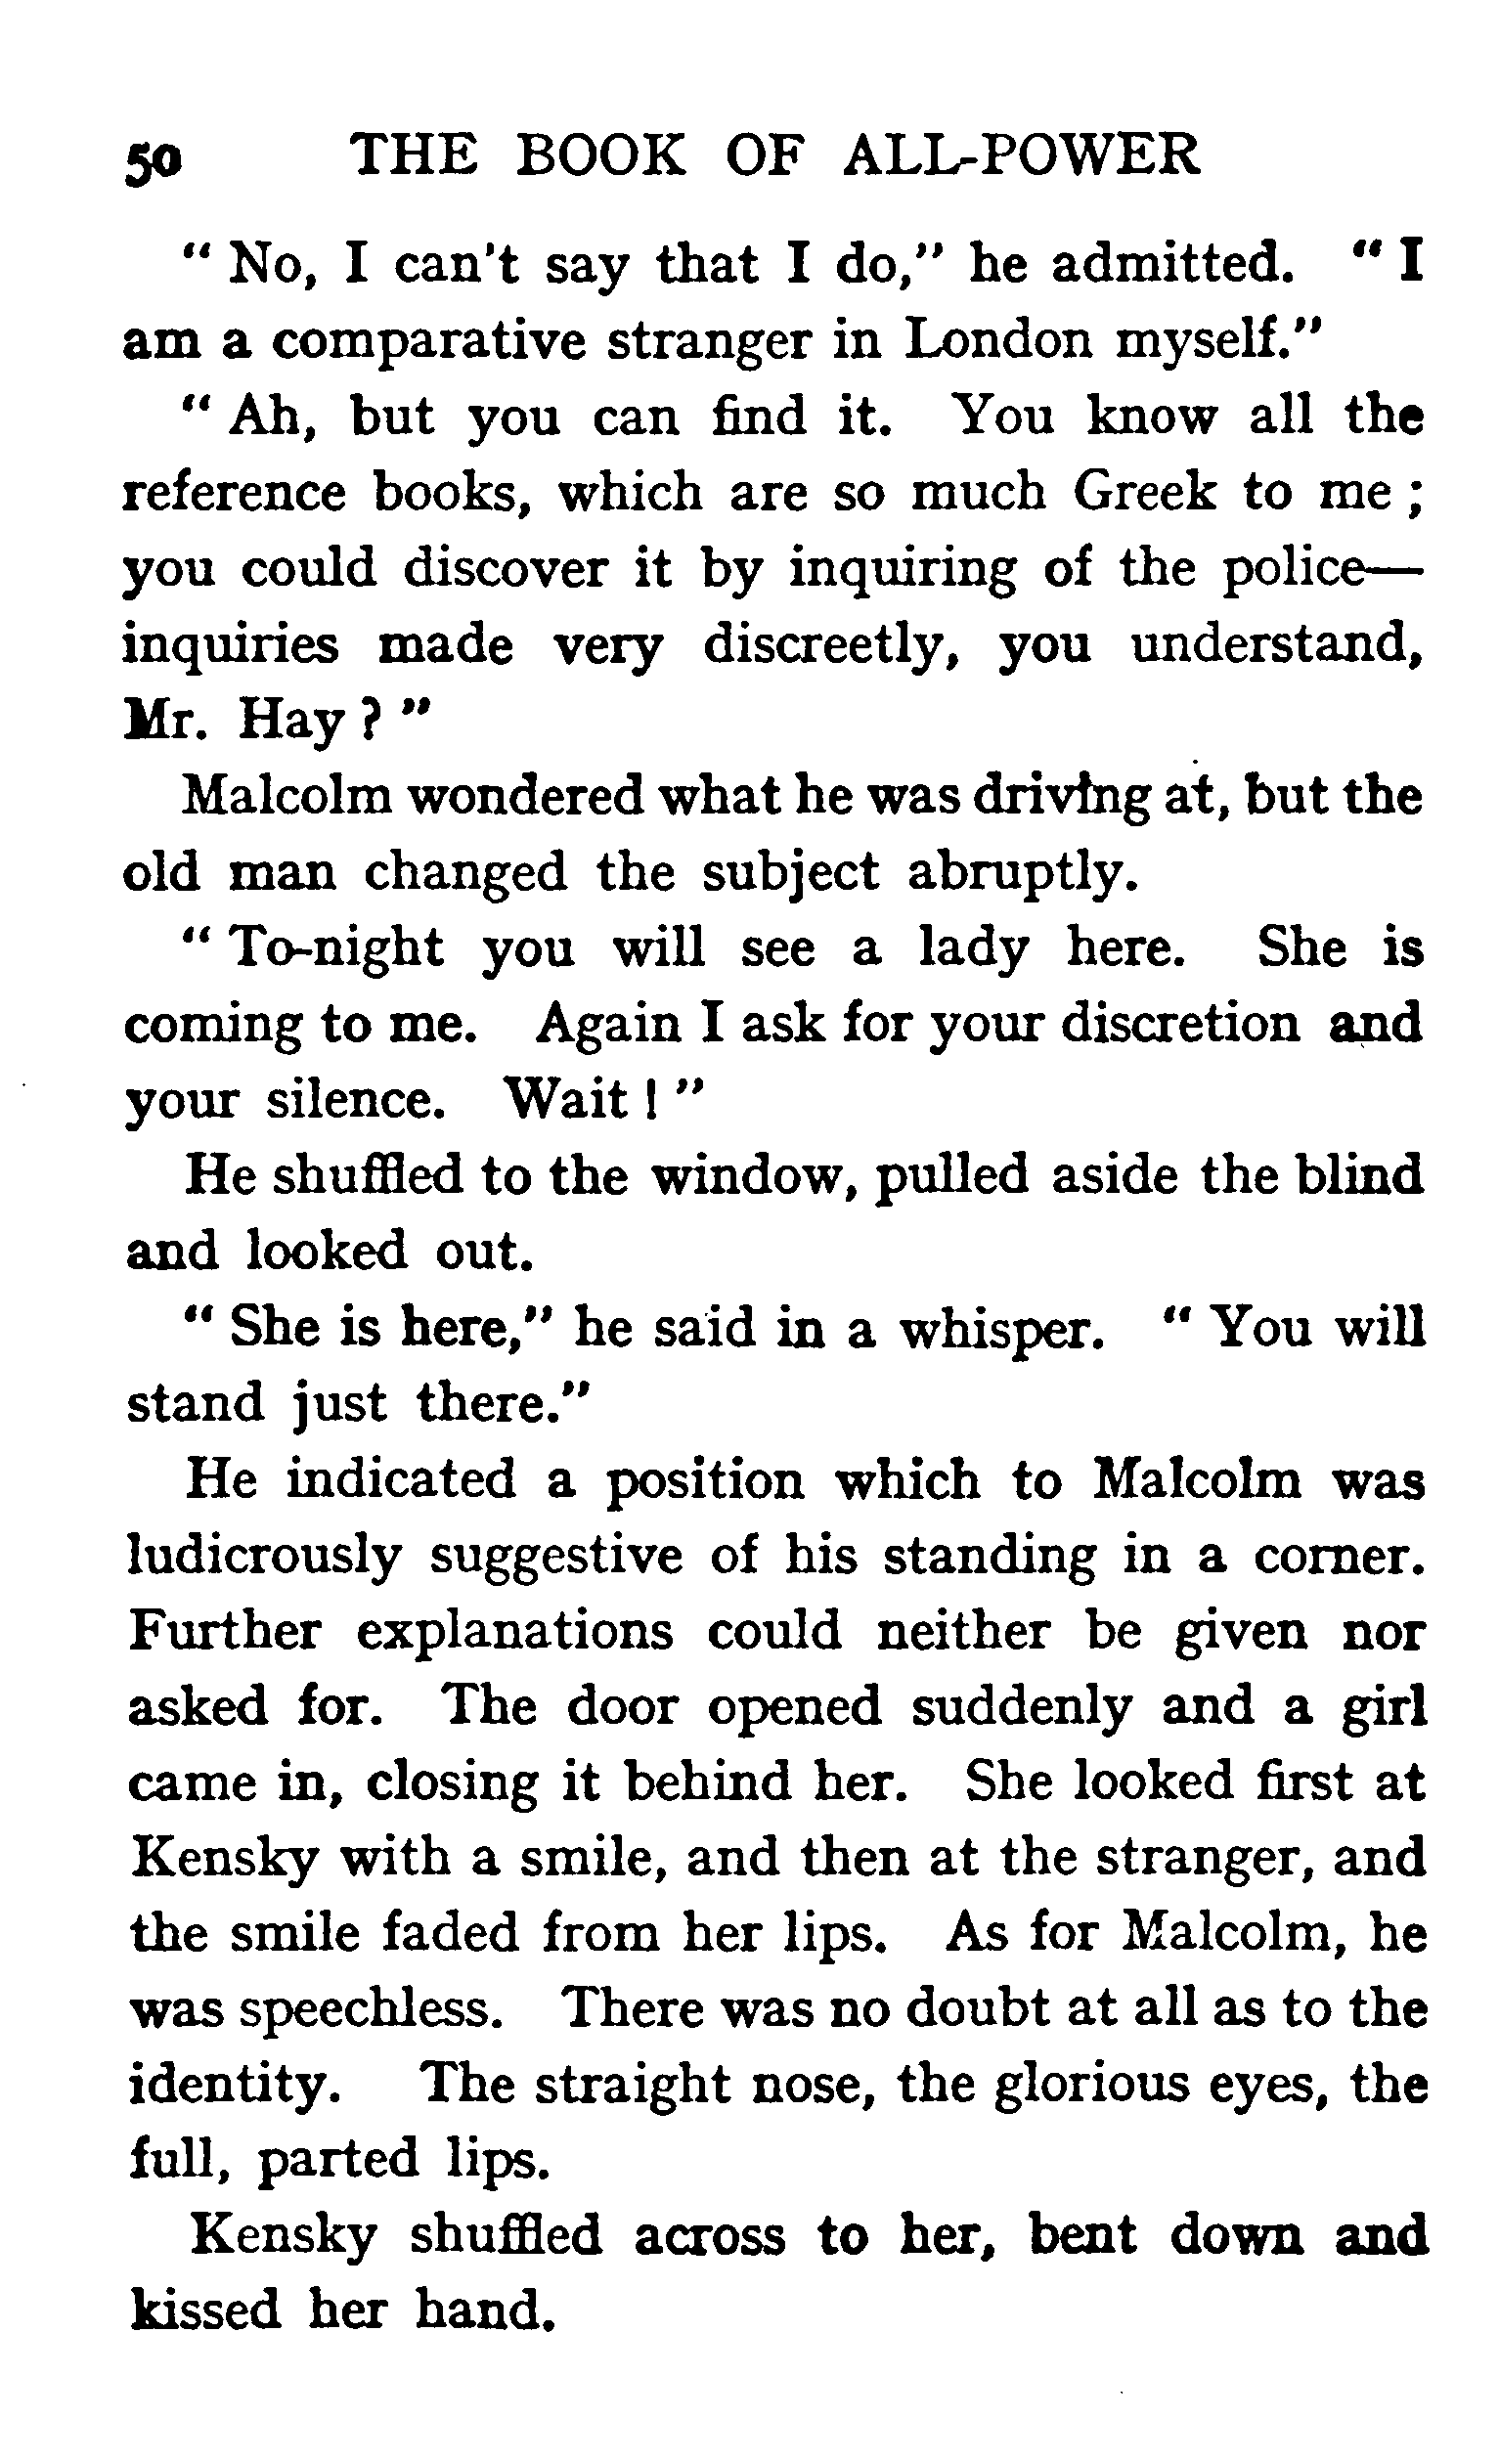 50 THE BOOK OF ALL-POWER
" No, I can't say that I do," he admitted. " I
am a comparative stranger in London myself."
" Ah, but you can find it. You know all the
reference books, which are so much Greek to me ;
you could discover it by inquiring of the police—
inquiries made very discreetly, you understand,
Mr. Hay ? "
Malcolm wondered what he was driving at, but the
old man changed the subject abruptly.
" To-night you will see a lady here. She is
coming to me. Again I ask for your discretion and
your silence. Wait ! "
He shuffled to the window, pulled aside the blind
and looked out.
" She is here," he said in a whisper. " You will
stand just there."
He indicated a position which to Malcolm was
ludicrously suggestive of his standing in a corner.
Further explanations could neither be given nor
asked for. The door opened suddenly and a girl
came in, closing it behind her. She looked first at
Kensky with a smile, and then at the stranger, and
the smile faded from her lips. As for Malcolm, he
was speechless. There was no doubt at all as to the
identity. The straight nose, the glorious eyes, the
full, parted lips.
Kensky shuffled across to her, bent down and
kissed her hand.